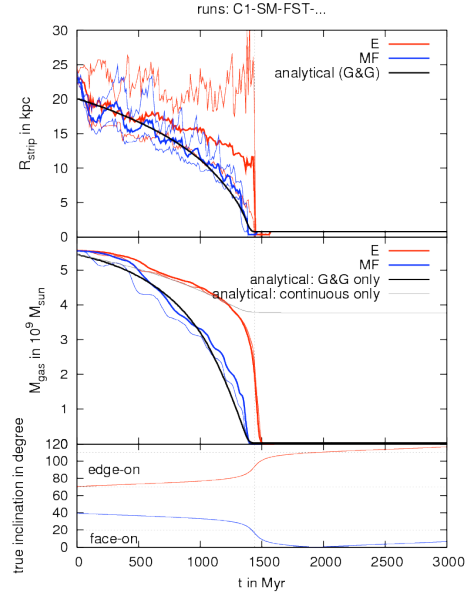 runs: C1-SM-FST-...
30
25
20
15
10
5
0
R_strip in kpc
E
MF
analytical (G&G)
5
4
3
2
1
M_gas in 10^9 M_sun
E
MF
analytical: G&G only
analytical: continuous only
120
100
80
60
40
20
0
true inclination in degree
edge-on
face-on
0 500 1000 1500 2000 2500 3000
t in Myr